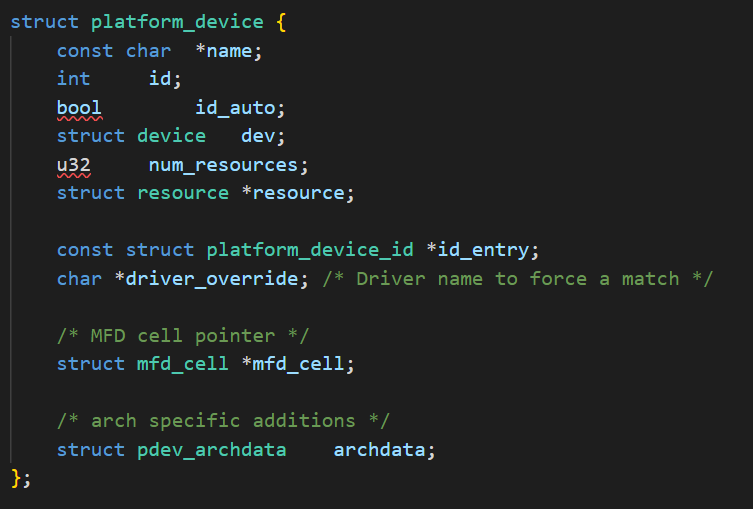 struct platform_device {
    const char  *name;
    int     id;
    bool        id_auto;
    struct device   dev;
    u32     num_resources;
    struct resource *resource;

    const struct platform_device_id *id_entry;
    char *driver_override; /* Driver name to force a match */

    /* MFD cell pointer */
    struct mfd_cell *mfd_cell;

    /* arch specific additions */
    struct pdev_archdata    archdata;
};